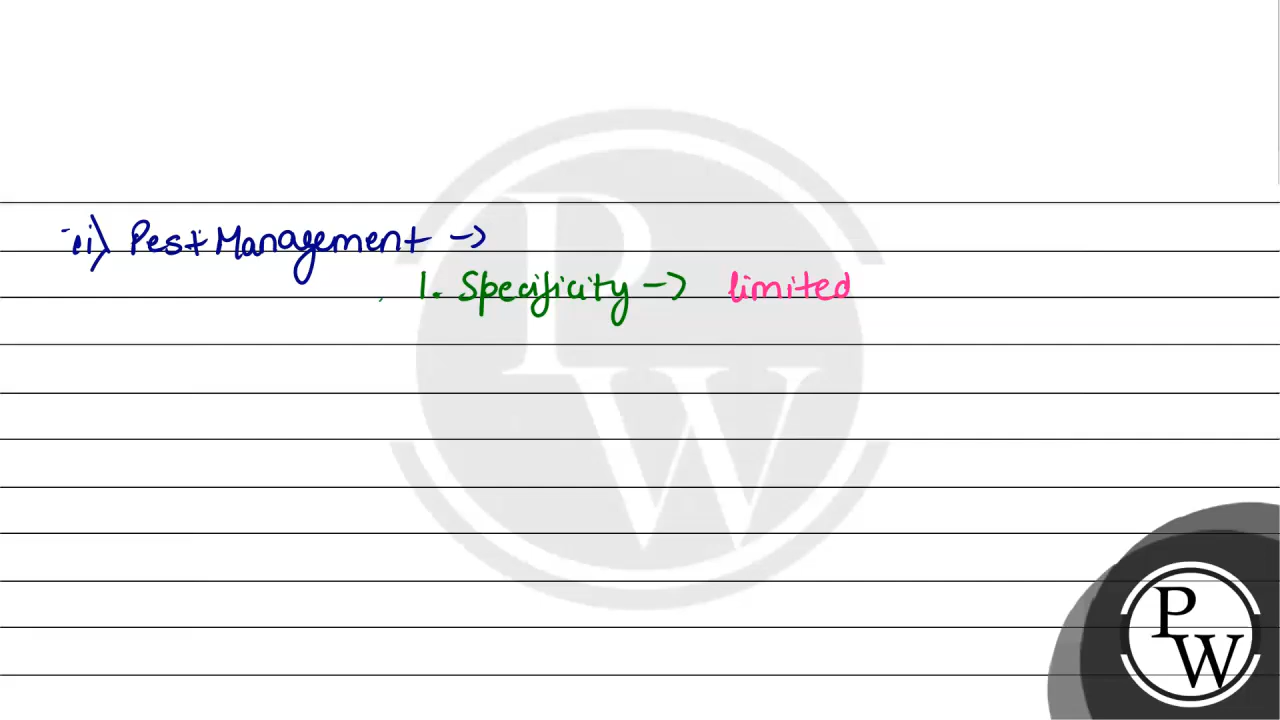 ii) Pest Management →
1. Specificity → limited
P
W
P
W